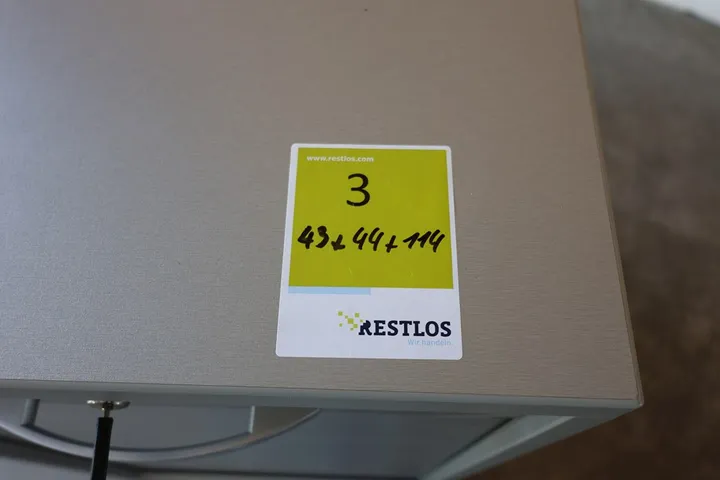 www.restlos.com
3
43+44+114
RESTLOS
Wir handeln.